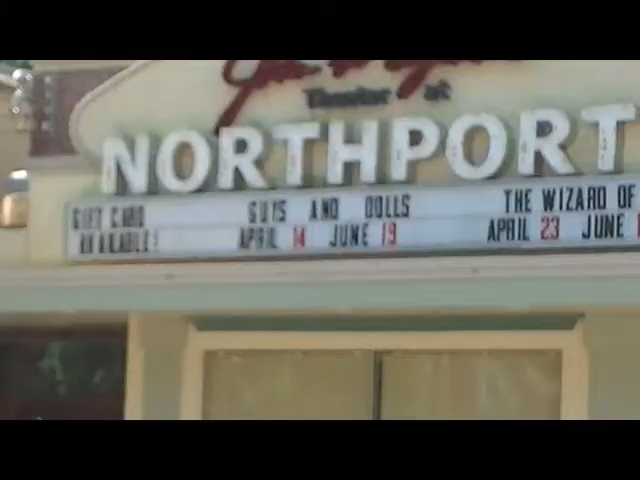 Theater at
NORTHPORT
GIFT CARD GUYS AND DOLLS THE WIZARD OF
AVAILABLE! APRIL 14 JUNE 19 APRIL 23 JUNE